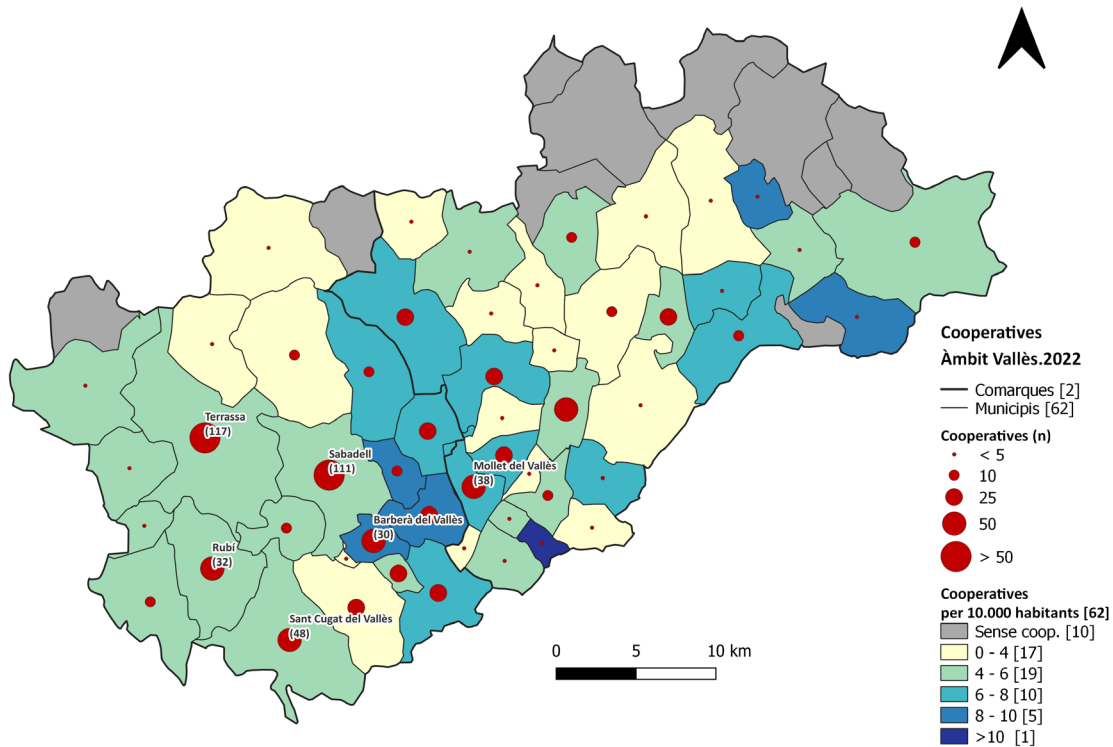 Terrassa
(117)
Sabadell
(111)
Mollet del Vallès
(38)
Barberà del Vallès
(30)
Rubí
(32)
Sant Cugat del Vallès
(48)
0 5 10 km
Cooperatives
Àmbit Vallès.2022
Comarques [2]
Municipis [62]
Cooperatives (n)
< 5
10
25
50
> 50
Cooperatives
per 10.000 habitants [62]
Sense coop. [10]
0 - 4 [17]
4 - 6 [19]
6 - 8 [10]
8 - 10 [5]
>10 [1]